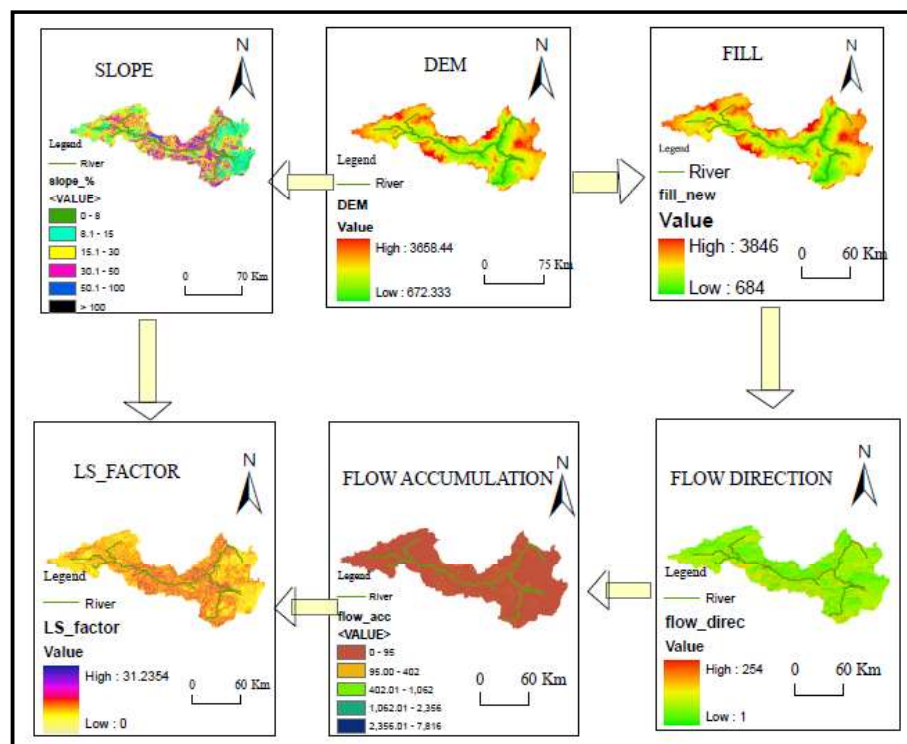 N
SLOPE
Legend
River
slope_%
<VALUE>
0 - 8
8.1 - 15
15.1 - 30
30.1 - 50
50.1 - 100
> 100
0 70 Km
N
DEM
Legend
River
DEM
Value
High : 3658.44
Low : 672.333
0 75 Km
N
FILL
Legend
River
fill_new
Value
High : 3846
Low : 684
0 60 Km
N
LS_FACTOR
Legend
River
LS_factor
Value
High : 31.2354
Low : 0
0 60 Km
N
FLOW ACCUMULATION
Legend
River
flow_acc
<VALUE>
0 - 95
95.00 - 402
402.01 - 1,062
1,062.01 - 2,356
2,356.01 - 7,816
0 60 Km
N
FLOW DIRECTION
Legend
River
flow_direc
Value
High : 254
Low : 1
0 60 Km